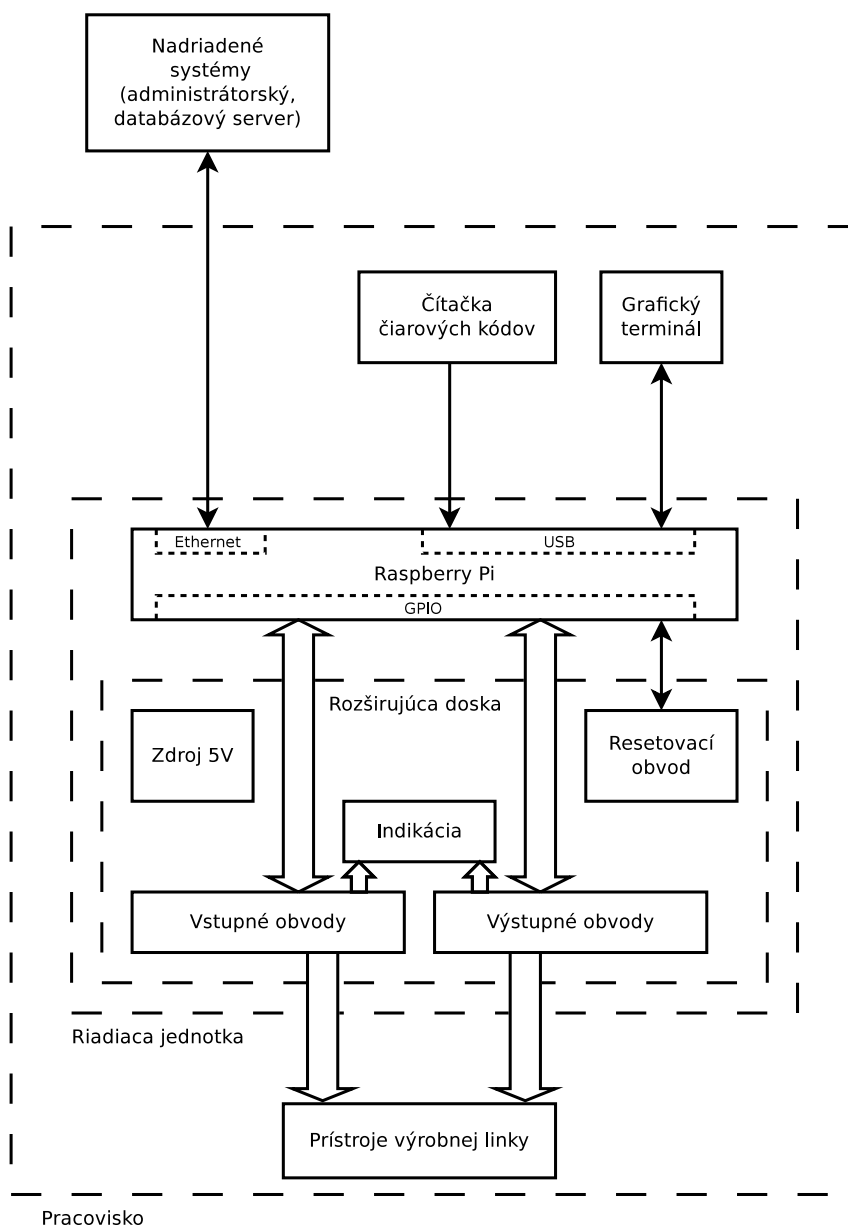 Nadriadené
systémy
(administrátorský,
databázový server)
Čítačka
čiarových kódov
Grafický
terminál
Ethernet
USB
Raspberry Pi
GPIO
Rozširujúca doska
Zdroj 5V
Resetovací
obvod
Indikácia
Vstupné obvody
Výstupné obvody
Riadiaca jednotka
Prístroje výrobnej linky
Pracovisko